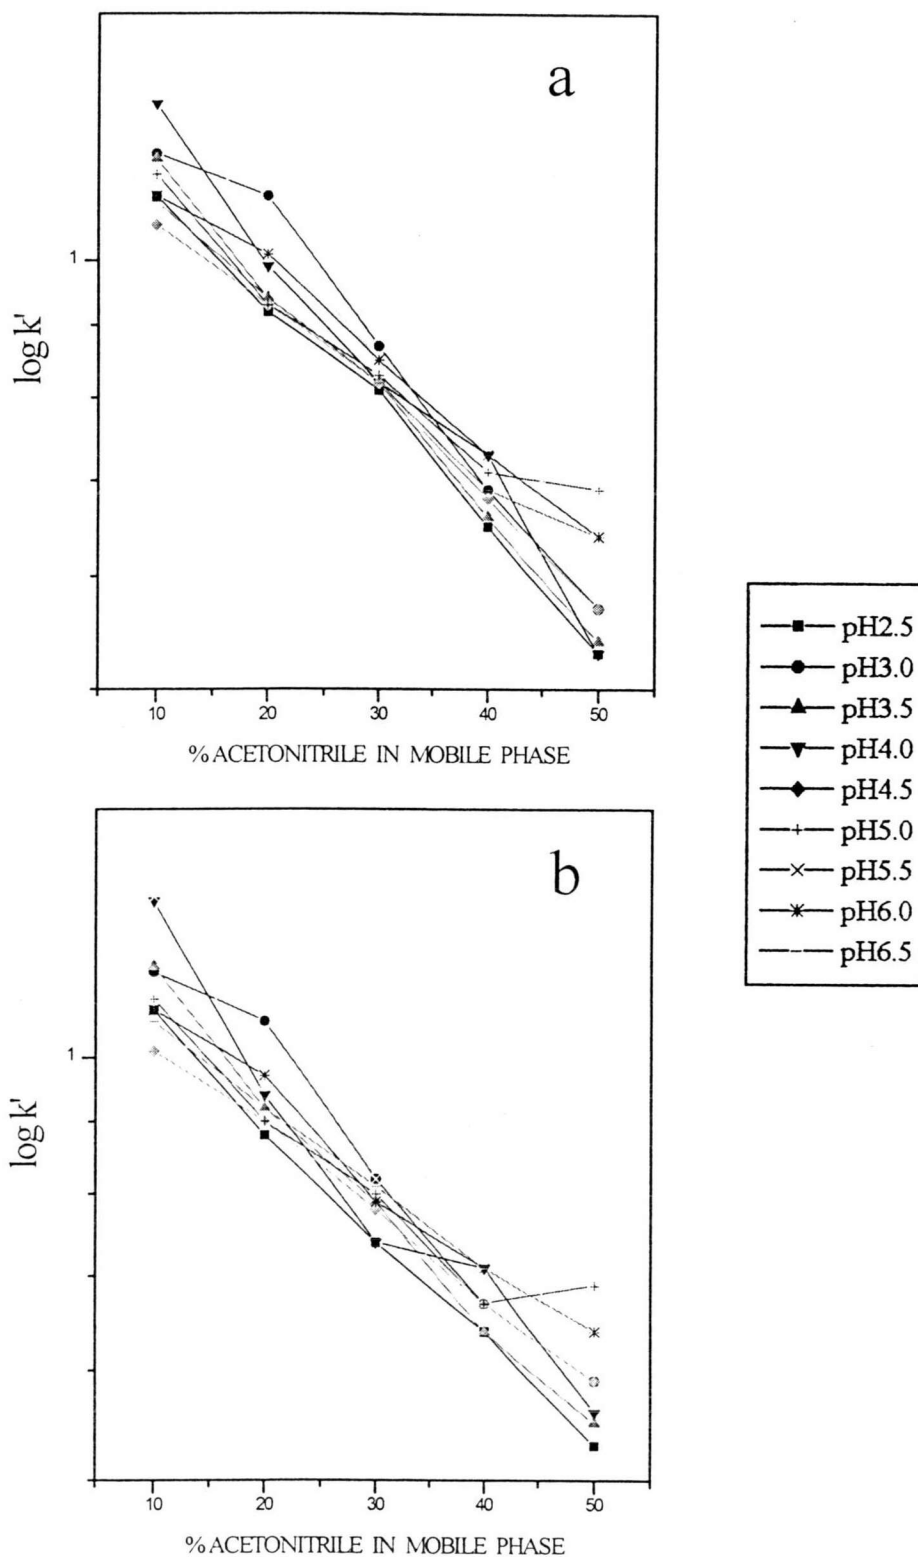 a
1
log k'
10 20 30 40 50
% ACETONITRILE IN MOBILE PHASE
pH2.5
pH3.0
pH3.5
pH4.0
pH4.5
pH5.0
pH5.5
pH6.0
pH6.5
b
1
log k'
10 20 30 40 50
% ACETONITRILE IN MOBILE PHASE